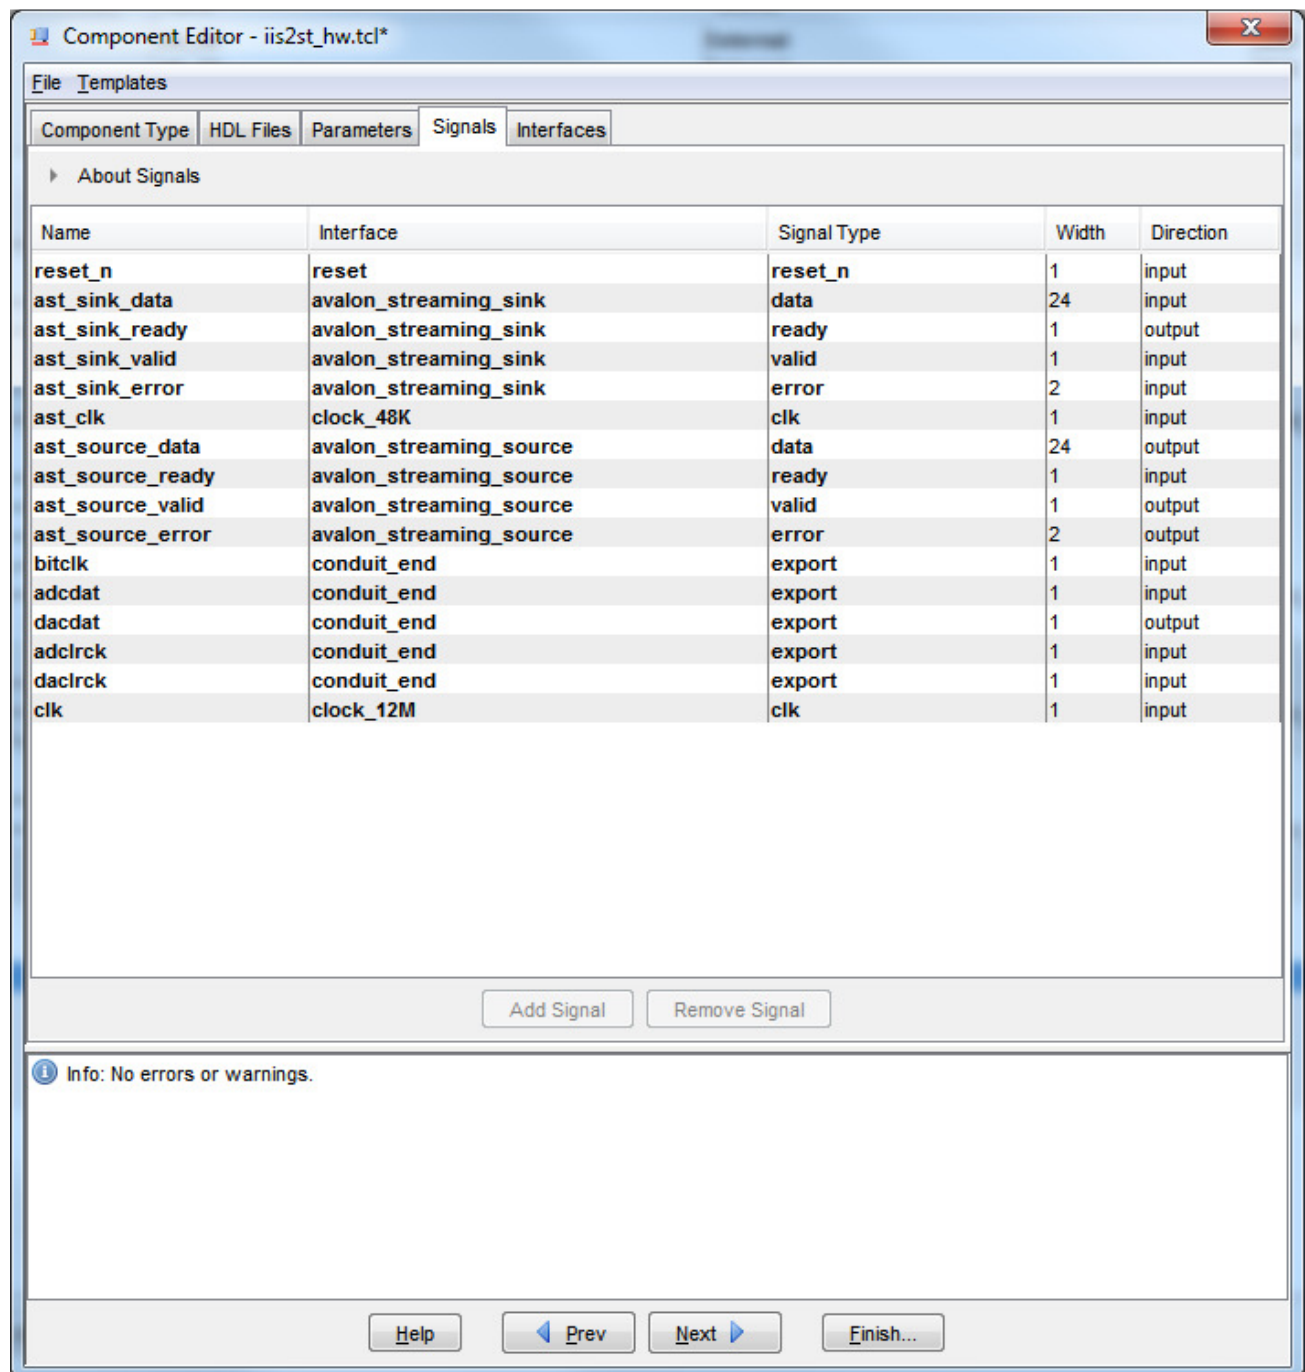 Component Editor - iis2st_hw.tcl*
File Templates
Component Type HDL Files Parameters Signals Interfaces
About Signals
Name Interface Signal Type Width Direction
reset_n reset reset_n 1 input
ast_sink_data avalon_streaming_sink data 24 input
ast_sink_ready avalon_streaming_sink ready 1 output
ast_sink_valid avalon_streaming_sink valid 1 input
ast_sink_error avalon_streaming_sink error 2 input
ast_clk clock_48K clk 1 input
ast_source_data avalon_streaming_source data 24 output
ast_source_ready avalon_streaming_source ready 1 input
ast_source_valid avalon_streaming_source valid 1 output
ast_source_error avalon_streaming_source error 2 output
bitclk conduit_end export 1 input
adcdat conduit_end export 1 input
dacdat conduit_end export 1 output
adclrck conduit_end export 1 input
daclrck conduit_end export 1 input
clk clock_12M clk 1 input
Add Signal Remove Signal
Info: No errors or warnings.
Help Prev Next Finish...